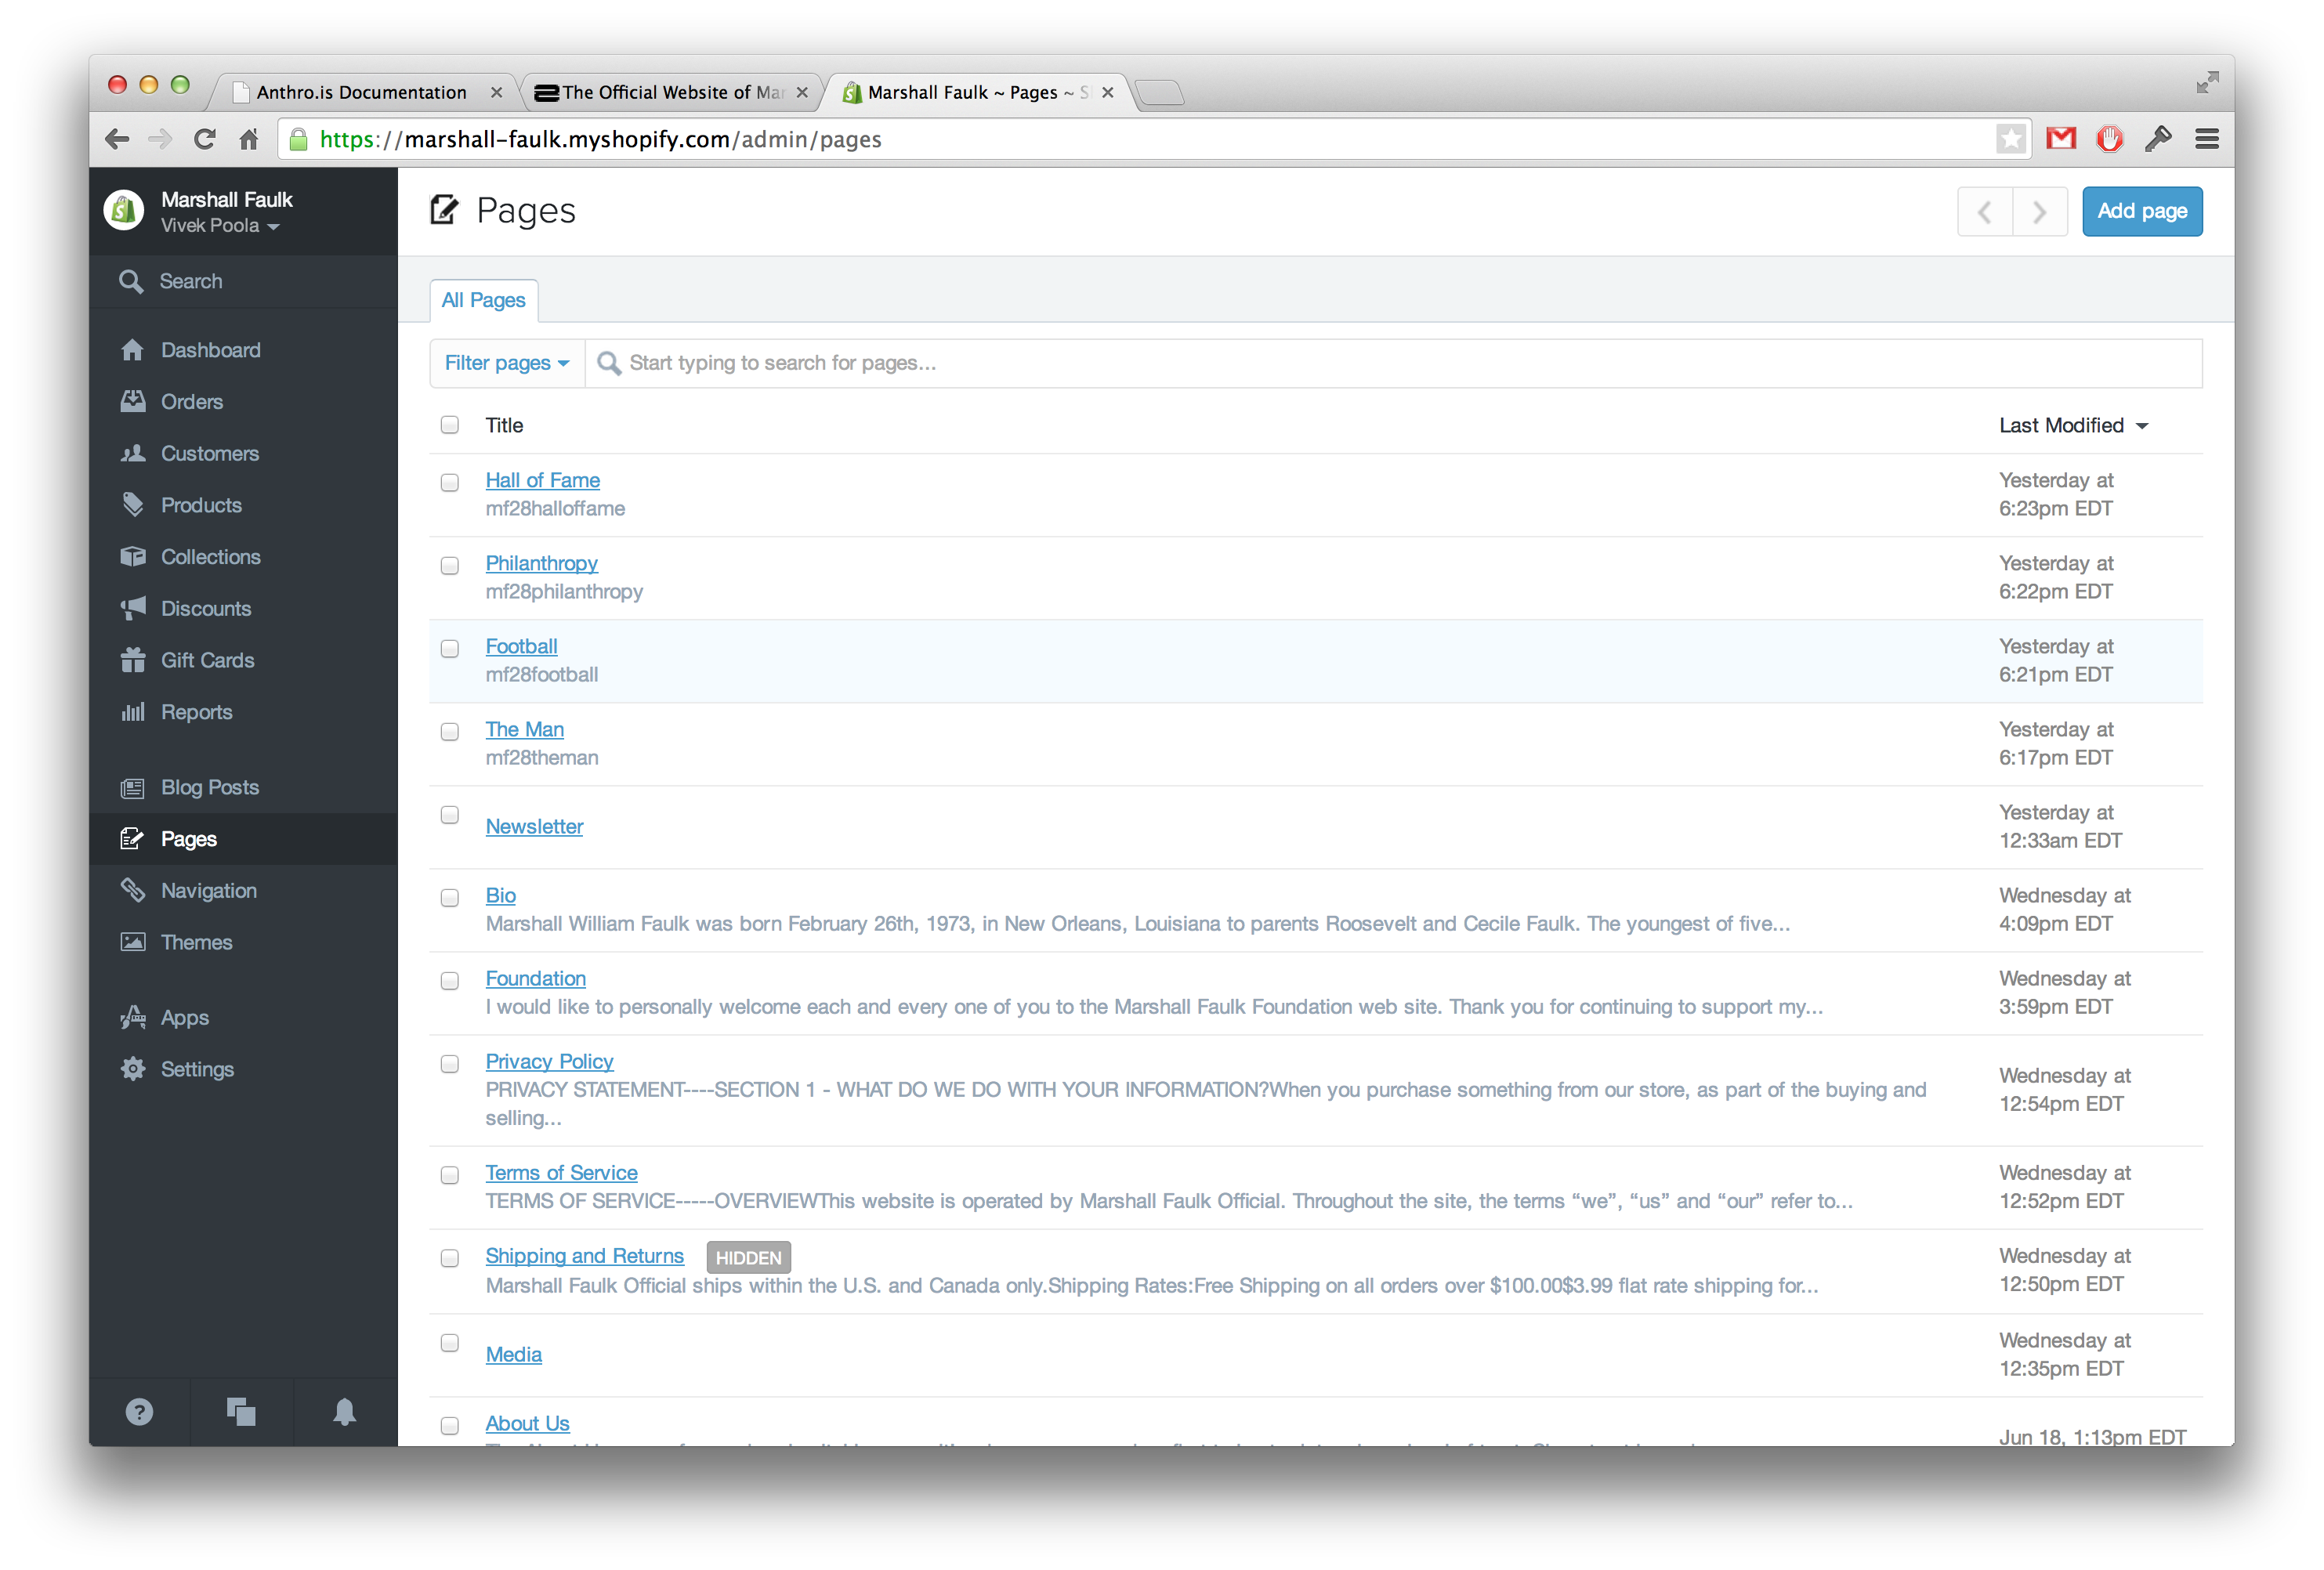 Anthro.is Documentation
The Official Website of Mar
Marshall Faulk ~ Pages ~ S
https://marshall-faulk.myshopify.com/admin/pages
Marshall Faulk
Vivek Poola
Search
Dashboard
Orders
Customers
Products
Collections
Discounts
Gift Cards
Reports
Blog Posts
Pages
Navigation
Themes
Apps
Settings
Pages
Add page
All Pages
Filter pages
Start typing to search for pages...
Title
Last Modified
Hall of Fame
mf28halloffame
Yesterday at
6:23pm EDT
Philanthropy
mf28philanthropy
Yesterday at
6:22pm EDT
Football
mf28football
Yesterday at
6:21pm EDT
The Man
mf28theman
Yesterday at
6:17pm EDT
Newsletter
Yesterday at
12:33am EDT
Bio
Marshall William Faulk was born February 26th, 1973, in New Orleans, Louisiana to parents Roosevelt and Cecile Faulk. The youngest of five...
Wednesday at
4:09pm EDT
Foundation
I would like to personally welcome each and every one of you to the Marshall Faulk Foundation web site. Thank you for continuing to support my...
Wednesday at
3:59pm EDT
Privacy Policy
PRIVACY STATEMENT----SECTION 1 - WHAT DO WE DO WITH YOUR INFORMATION?When you purchase something from our store, as part of the buying and
selling...
Wednesday at
12:54pm EDT
Terms of Service
TERMS OF SERVICE-----OVERVIEWThis website is operated by Marshall Faulk Official. Throughout the site, the terms “we”, “us” and “our” refer to...
Wednesday at
12:52pm EDT
Shipping and Returns HIDDEN
Marshall Faulk Official ships within the U.S. and Canada only.Shipping Rates:Free Shipping on all orders over $100.00$3.99 flat rate shipping for...
Wednesday at
12:50pm EDT
Media
Wednesday at
12:35pm EDT
About Us
Jun 18, 1:13pm EDT